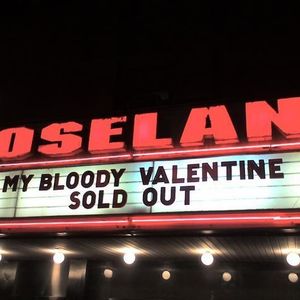 OSELAN
MY BLOODY VALENTINE
SOLD OUT